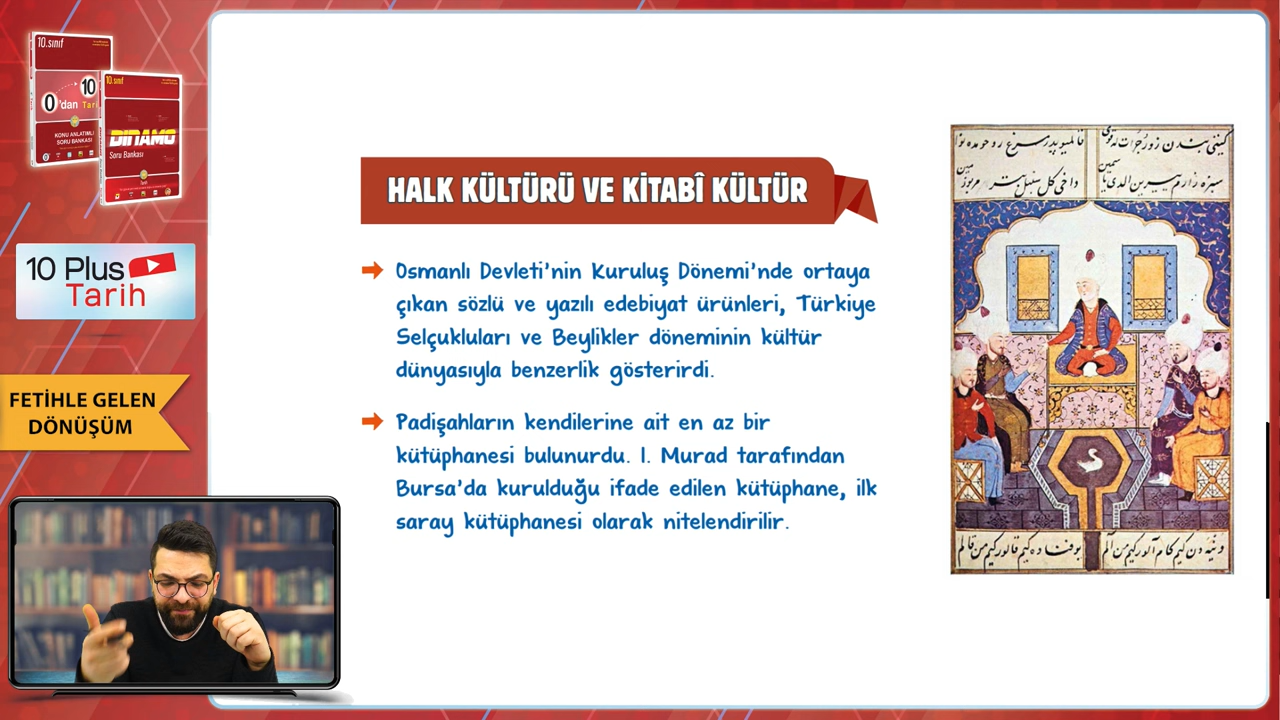 10.sınıf
0'dan 10
Tarih
KONU ANLATIMLI
SORU BANKASI
10.sınıf
DINAMO
Soru Bankası
10 Plus
Tarih
FETİHLE GELEN
DÖNÜŞÜM
HALK KÜLTÜRÜ VE KİTABÎ KÜLTÜR
Osmanlı Devleti'nin Kuruluş Dönemi'nde ortaya
çıkan sözlü ve yazılı edebiyat ürünleri, Türkiye
Selçukluları ve Beylikler döneminin kültür
dünyasıyla benzerlik gösterirdi.
Padişahların kendilerine ait en az bir
kütüphanesi bulunurdu. I. Murad tarafından
Bursa'da kurulduğu ifade edilen kütüphane, ilk
saray kütüphanesi olarak nitelendirilir.